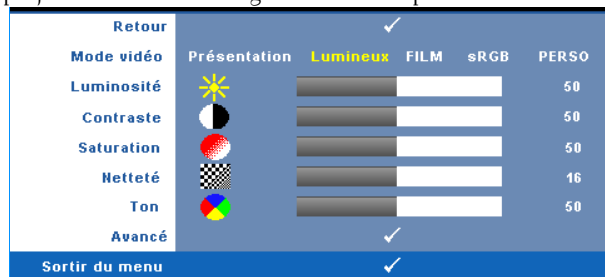 Retour
Mode vidéo Présentation Lumineux FILM sRGB PERSO
Luminosité 50
Contraste 50
Saturation 50
Netteté 16
Ton 50
Avancé
Sortir du menu